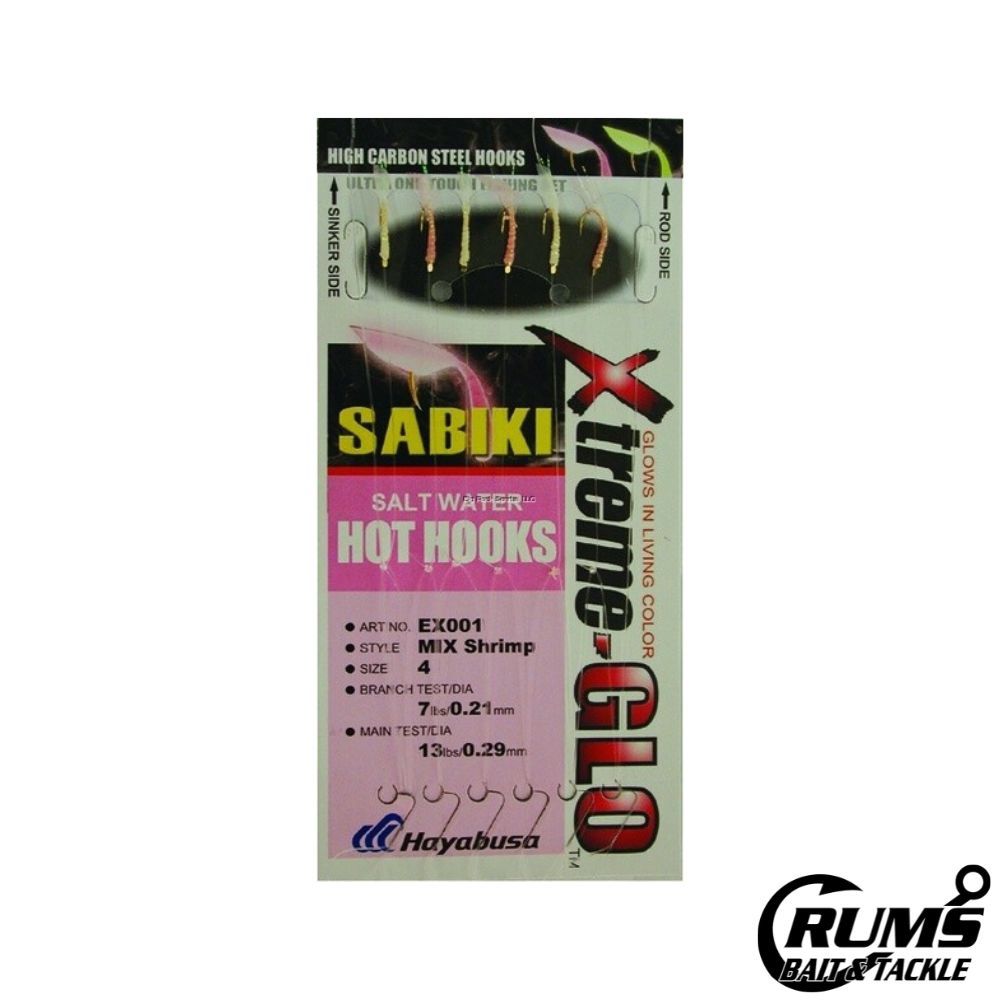 HIGH CARBON STEEL HOOKS
SINKER SIDE
ROD SIDE
SABIKI
SALT WATER
HOT HOOKS
Xtreme-GLO
TM
GLOWS IN LIVING COLOR
• ART NO. EX001
• STYLE MIX Shrimp
• SIZE 4
• BRANCH TEST/DIA
7lbs/0.21mm
• MAIN TEST/DIA
13lbs/0.29mm
Hayabusa
CRUM'S
BAIT & TACKLE